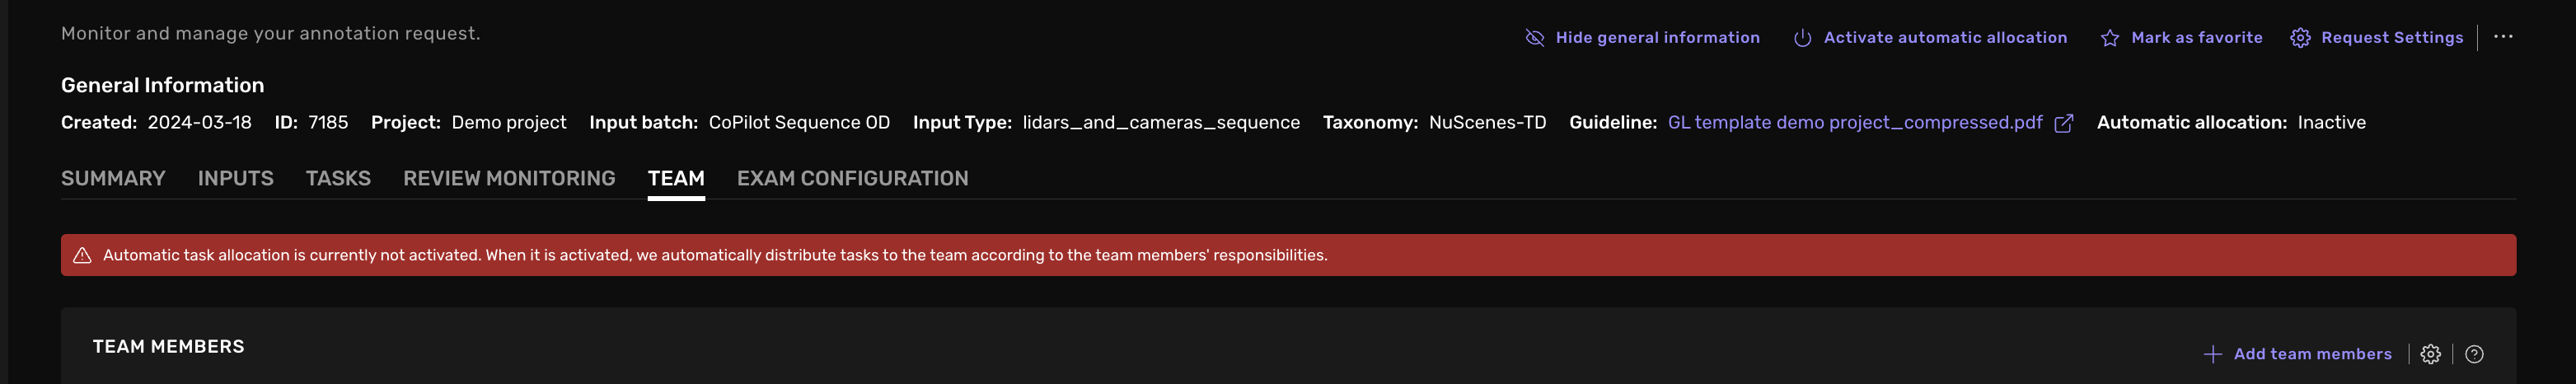 Monitor and manage your annotation request.
Hide general information Activate automatic allocation Mark as favorite Request Settings ...
General Information
Created: 2024-03-18 ID: 7185 Project: Demo project Input batch: CoPilot Sequence OD Input Type: lidars_and_cameras_sequence Taxonomy: NuScenes-TD Guideline: GL template demo project_compressed.pdf Automatic allocation: Inactive
SUMMARY INPUTS TASKS REVIEW MONITORING TEAM EXAM CONFIGURATION
Automatic task allocation is currently not activated. When it is activated, we automatically distribute tasks to the team according to the team members' responsibilities.
TEAM MEMBERS
+ Add team members ?